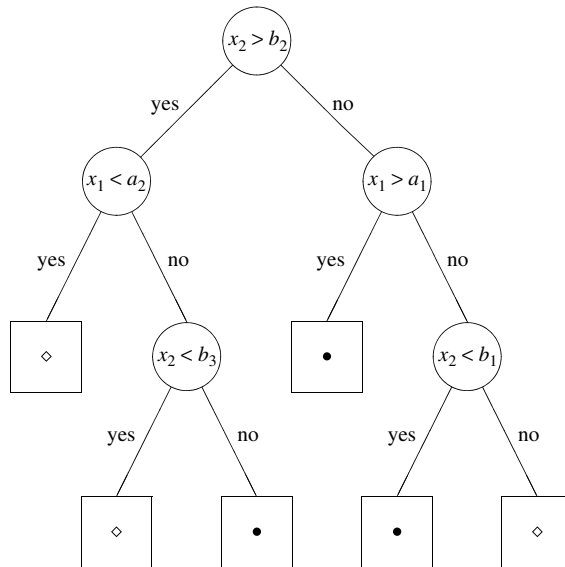 x₂ > b₂
yes no
x₁ < a₂ x₁ > a₁
yes no yes no
x₂ < b₃ x₂ < b₁
yes no yes no